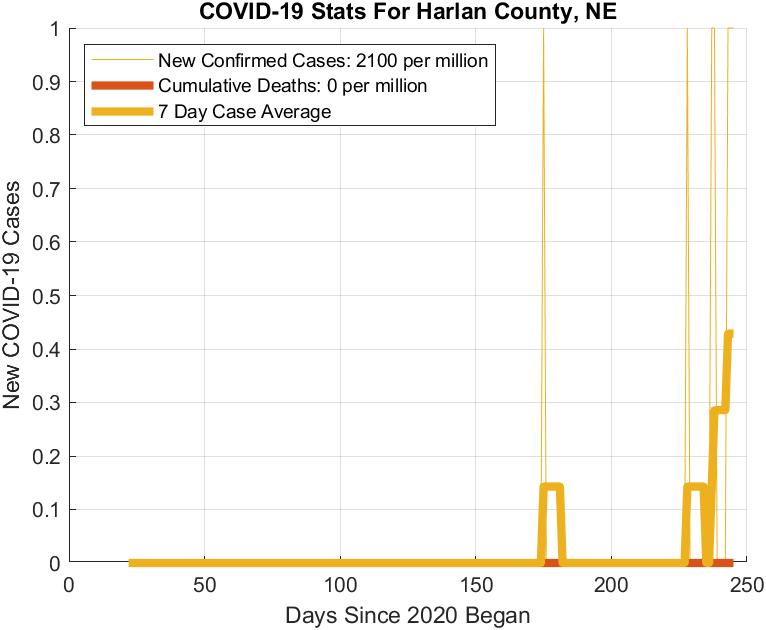 COVID-19 Stats For Harlan County, NE
New Confirmed Cases: 2100 per million
Cumulative Deaths: 0 per million
7 Day Case Average
New COVID-19 Cases
1
0.9
0.8
0.7
0.6
0.5
0.4
0.3
0.2
0.1
0
0 50 100 150 200 250
Days Since 2020 Began